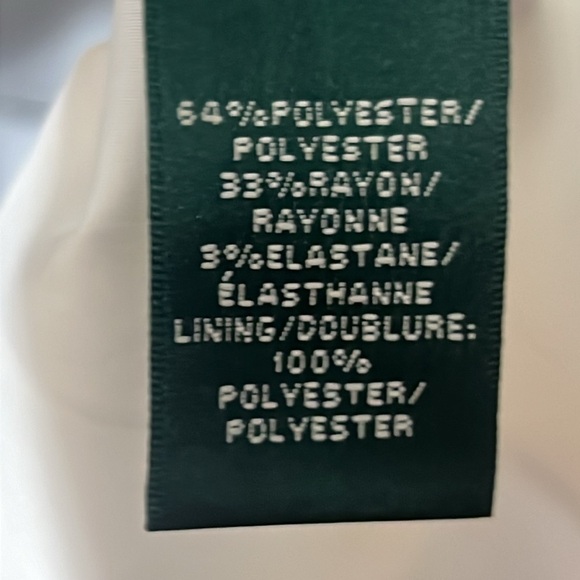 64%POLYESTER/
POLYESTER
33%RAYON/
RAYONNE
3%ELASTANE/
ÉLASTHANNE
LINING/DOUBLURE:
100%
POLYESTER/
POLYESTER